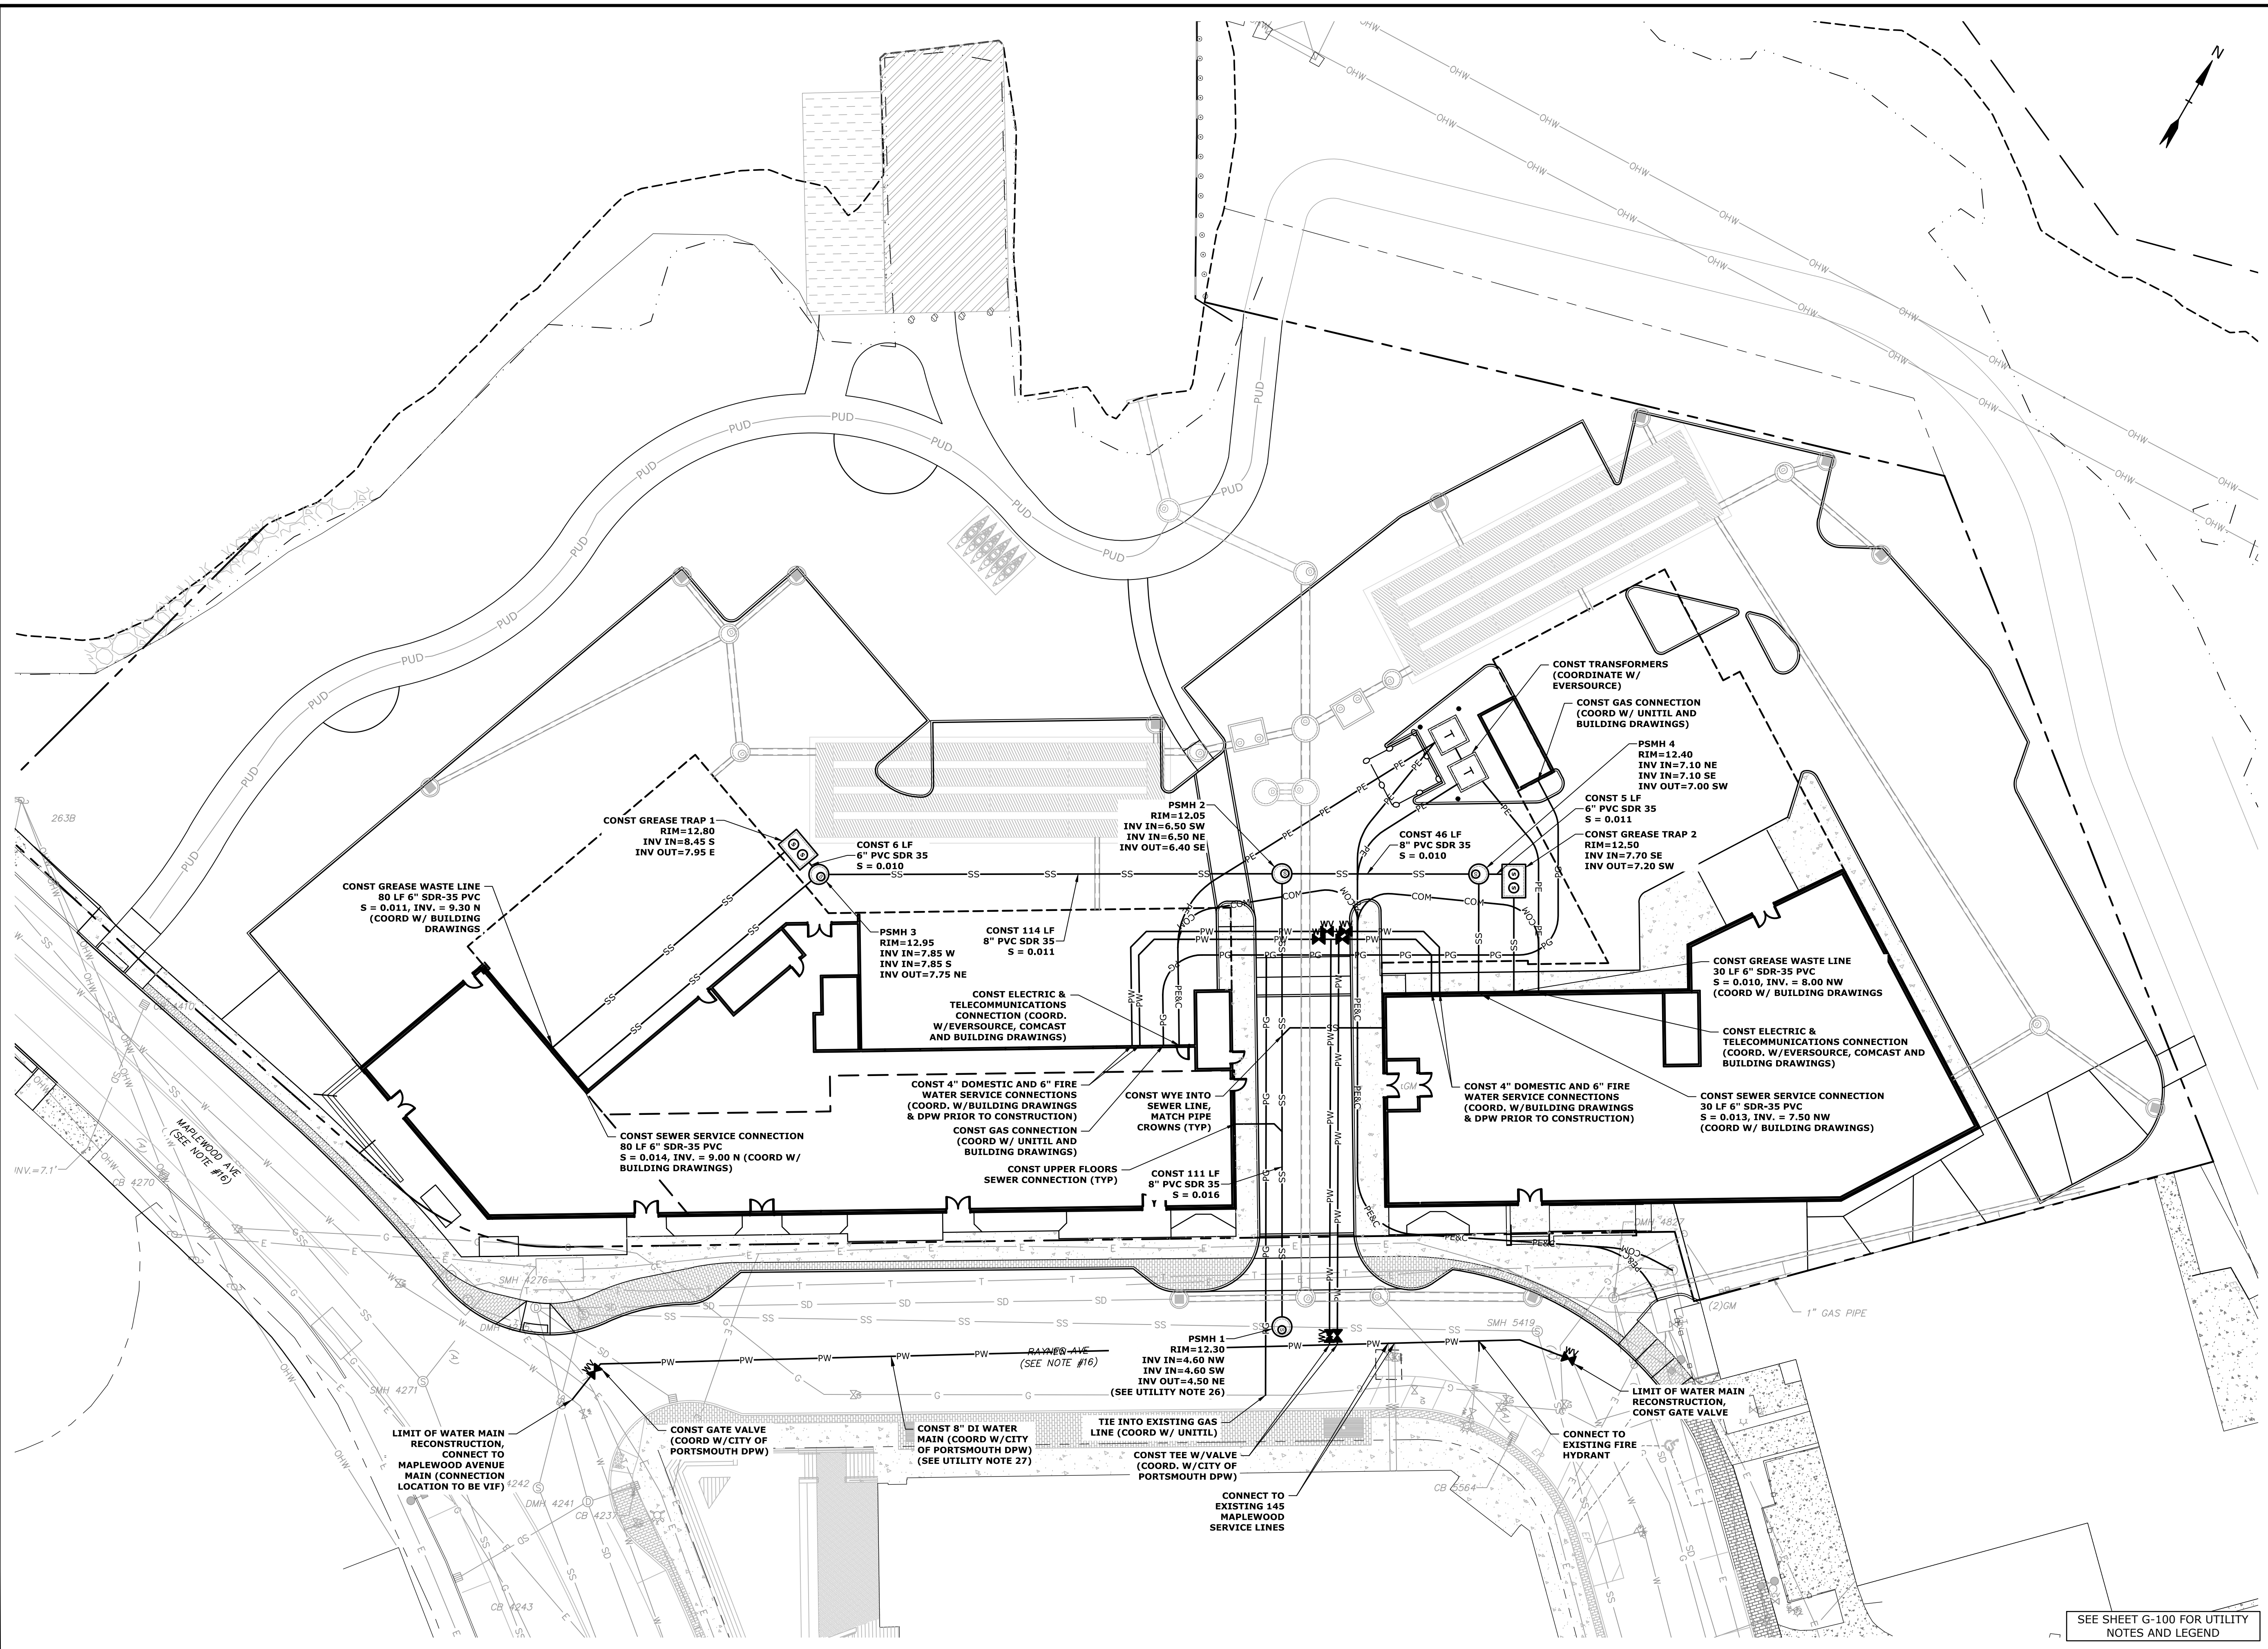 N
OHW
PUD
263B
CONST TRANSFORMERS
(COORDINATE W/
EVERSOURCE)
CONST GAS CONNECTION
(COORD W/ UNITIL AND
BUILDING DRAWINGS)
PSMH 4
RIM=12.40
INV IN=7.10 NE
INV IN=7.10 SE
INV OUT=7.00 SW
CONST 5 LF
6" PVC SDR 35
S = 0.011
CONST GREASE TRAP 2
RIM=12.50
INV IN=7.70 SE
INV OUT=7.20 SW
CONST 46 LF
8" PVC SDR 35
S = 0.010
PSMH 2
RIM=12.05
INV IN=6.50 SW
INV IN=6.50 NE
INV OUT=6.40 SE
CONST GREASE TRAP 1
RIM=12.80
INV IN=8.45 S
INV OUT=7.95 E
CONST 6 LF
6" PVC SDR 35
S = 0.010
CONST GREASE WASTE LINE
80 LF 6" SDR-35 PVC
S = 0.011, INV. = 9.30 N
(COORD W/ BUILDING
DRAWINGS
PSMH 3
RIM=12.95
INV IN=7.85 W
INV IN=7.85 S
INV OUT=7.75 NE
CONST 114 LF
8" PVC SDR 35
S = 0.011
CONST ELECTRIC &
TELECOMMUNICATIONS
CONNECTION (COORD.
W/EVERSOURCE, COMCAST
AND BUILDING DRAWINGS)
CONST GREASE WASTE LINE
30 LF 6" SDR-35 PVC
S = 0.010, INV. = 8.00 NW
(COORD W/ BUILDING DRAWINGS
CONST ELECTRIC &
TELECOMMUNICATIONS CONNECTION
(COORD. W/EVERSOURCE, COMCAST AND
BUILDING DRAWINGS)
CONST 4" DOMESTIC AND 6" FIRE
WATER SERVICE CONNECTIONS
(COORD. W/BUILDING DRAWINGS
& DPW PRIOR TO CONSTRUCTION)
CONST GAS CONNECTION
(COORD W/ UNITIL AND
BUILDING DRAWINGS)
CONST WYE INTO
SEWER LINE,
MATCH PIPE
CROWNS (TYP)
CONST 4" DOMESTIC AND 6" FIRE
WATER SERVICE CONNECTIONS
(COORD. W/BUILDING DRAWINGS
& DPW PRIOR TO CONSTRUCTION)
CONST SEWER SERVICE CONNECTION
30 LF 6" SDR-35 PVC
S = 0.013, INV. = 7.50 NW
(COORD W/ BUILDING DRAWINGS)
CONST SEWER SERVICE CONNECTION
80 LF 6" SDR-35 PVC
S = 0.014, INV. = 9.00 N (COORD W/
BUILDING DRAWINGS)
CONST UPPER FLOORS
SEWER CONNECTION (TYP)
CONST 111 LF
8" PVC SDR 35
S = 0.016
MAPLEWOOD AVE
(SEE NOTE #16)
CB 4410
INV.=7.1'
CB 4270
SMH 4276
SMH 4271
DMH 4827
(2)GM
1" GAS PIPE
SMH 5419
RAYNES AVE
(SEE NOTE #16)
PSMH 1
RIM=12.30
INV IN=4.60 NW
INV IN=4.60 SW
INV OUT=4.50 NE
(SEE UTILITY NOTE 26)
LIMIT OF WATER MAIN
RECONSTRUCTION,
CONNECT TO
MAPLEWOOD AVENUE
MAIN (CONNECTION
LOCATION TO BE VIF)
CONST GATE VALVE
(COORD W/CITY OF
PORTSMOUTH DPW)
CONST 8" DI WATER
MAIN (COORD W/CITY
OF PORTSMOUTH DPW)
(SEE UTILITY NOTE 27)
TIE INTO EXISTING GAS
LINE (COORD W/ UNITIL)
CONST TEE W/VALVE
(COORD. W/CITY OF
PORTSMOUTH DPW)
CONNECT TO
EXISTING 145
MAPLEWOOD
SERVICE LINES
CONNECT TO
EXISTING FIRE
HYDRANT
LIMIT OF WATER MAIN
RECONSTRUCTION,
CONST GATE VALVE
4242
DMH 4241
CB 4237
CB 4243
CB 5564
SEE SHEET G-100 FOR UTILITY
NOTES AND LEGEND